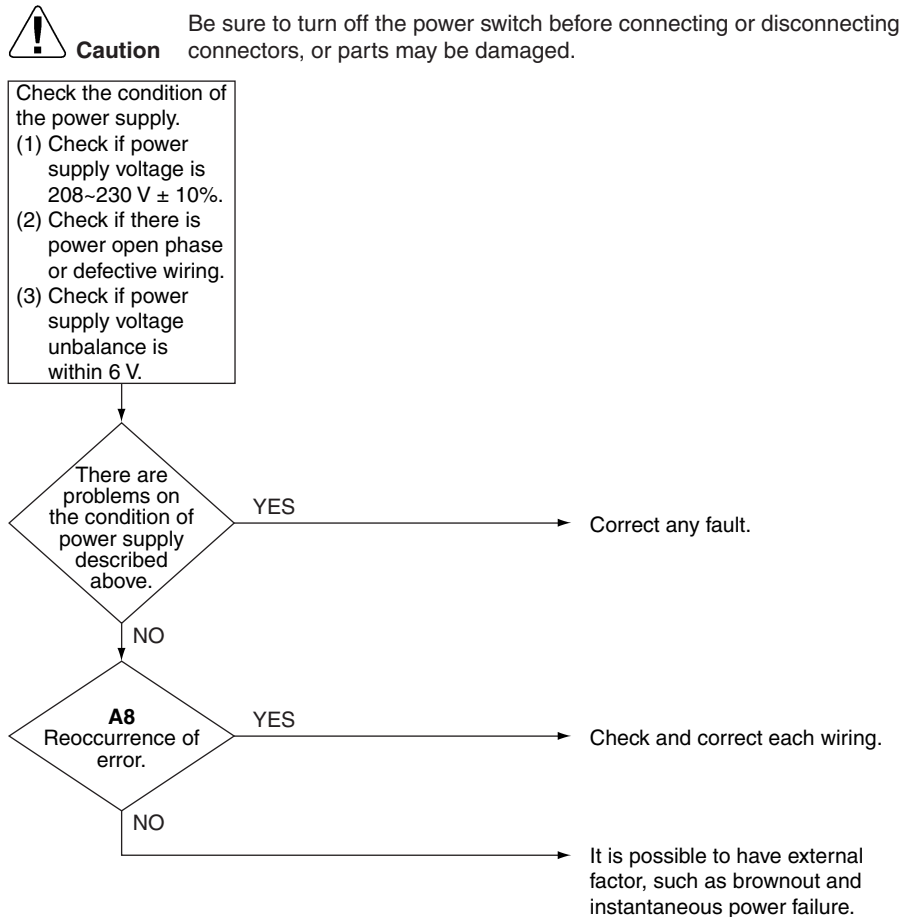 Be sure to turn off the power switch before connecting or disconnecting
Caution connectors, or parts may be damaged.
Check the condition of
the power supply.
(1) Check if power
supply voltage is
208~230 V ± 10%.
(2) Check if there is
power open phase
or defective wiring.
(3) Check if power
supply voltage
unbalance is
within 6 V.
There are
problems on
the condition of
power supply
described
above.
YES
Correct any fault.
NO
A8
Reoccurrence of
error.
YES
Check and correct each wiring.
NO
It is possible to have external
factor, such as brownout and
instantaneous power failure.